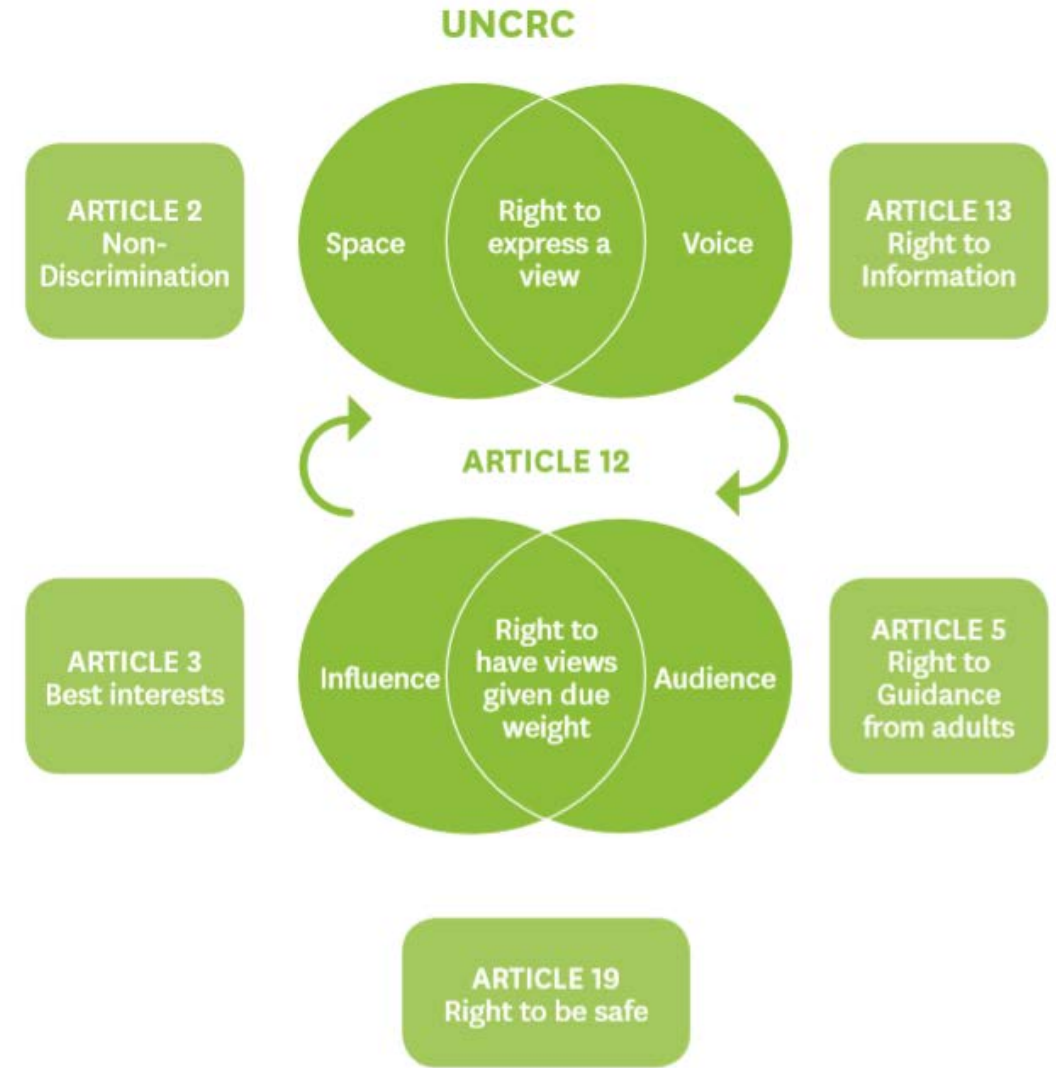 UNCRC
ARTICLE 2
Non-
Discrimination
Space
Right to
express a
view
Voice
ARTICLE 13
Right to
Information
ARTICLE 12
ARTICLE 3
Best interests
Influence
Right to
have views
given due
weight
Audience
ARTICLE 5
Right to
Guidance
from adults
ARTICLE 19
Right to be safe